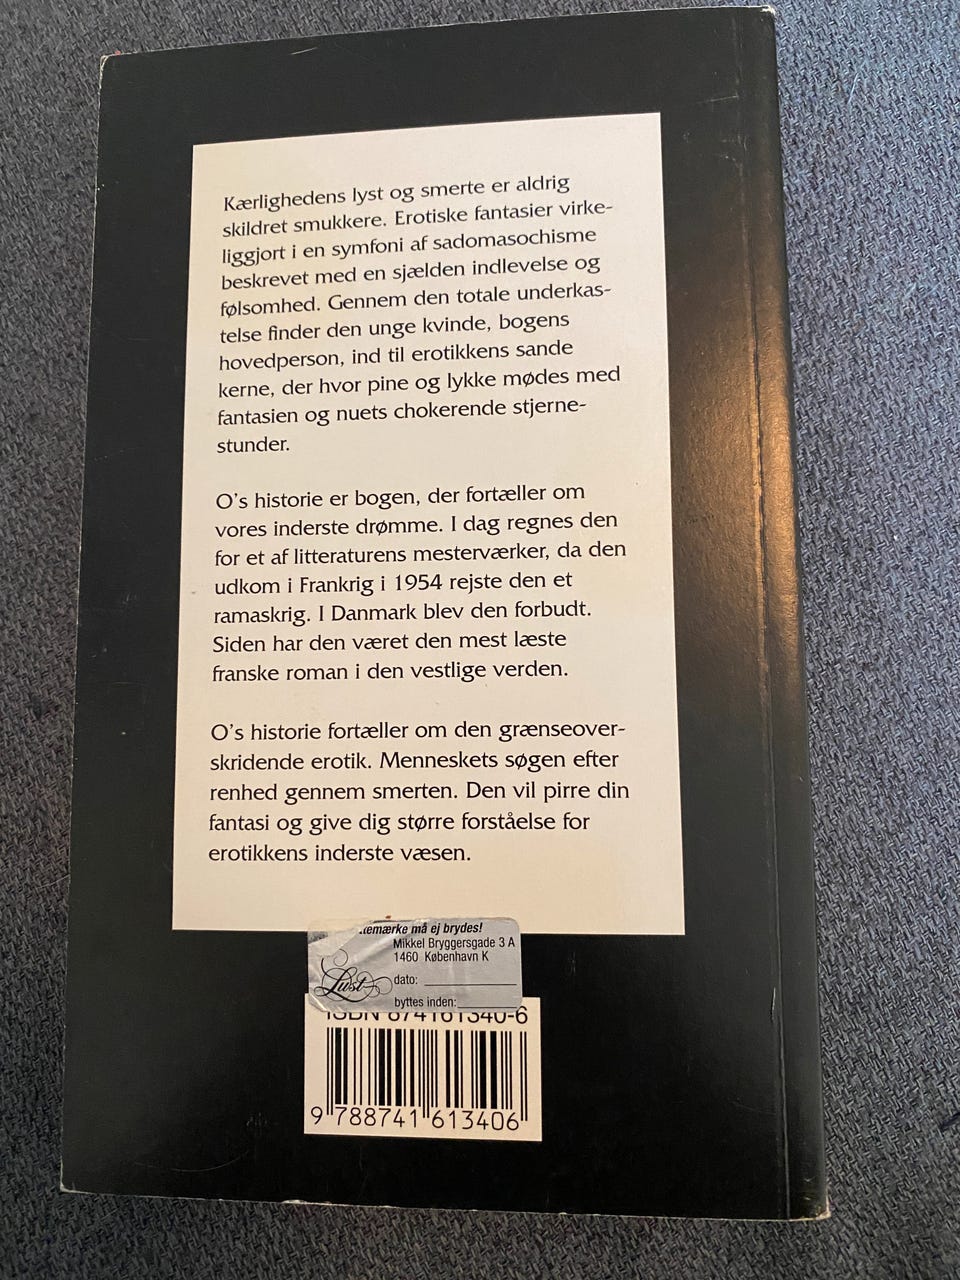 Kærlighedens lyst og smerte er aldrig
skildret smukkere. Erotiske fantasier virke-
liggjort i en symfoni af sadomasochisme
beskrevet med en sjælden indlevelse og
følsomhed. Gennem den totale underkas-
telse finder den unge kvinde, bogens
hovedperson, ind til erotikkens sande
kerne, der hvor pine og lykke mødes med
fantasien og nuets chokerende stjerne-
stunder.
O's historie er bogen, der fortæller om
vores inderste drømme. I dag regnes den
for et af litteraturens mesterværker, da den
udkom i Frankrig i 1954 rejste den et
ramaskrig. I Danmark blev den forbudt.
Siden har den været den mest læste
franske roman i den vestlige verden.
O's historie fortæller om den grænseover-
skridende erotik. Menneskets søgen efter
renhed gennem smerten. Den vil pirre din
fantasi og give dig større forståelse for
erotikkens inderste væsen.
må ej brydes!
Mikkel Bryggersgade 3 A
1460 København K
Lust
dato:
byttes inden:
ISBN 874161340-6
9 788741 613406